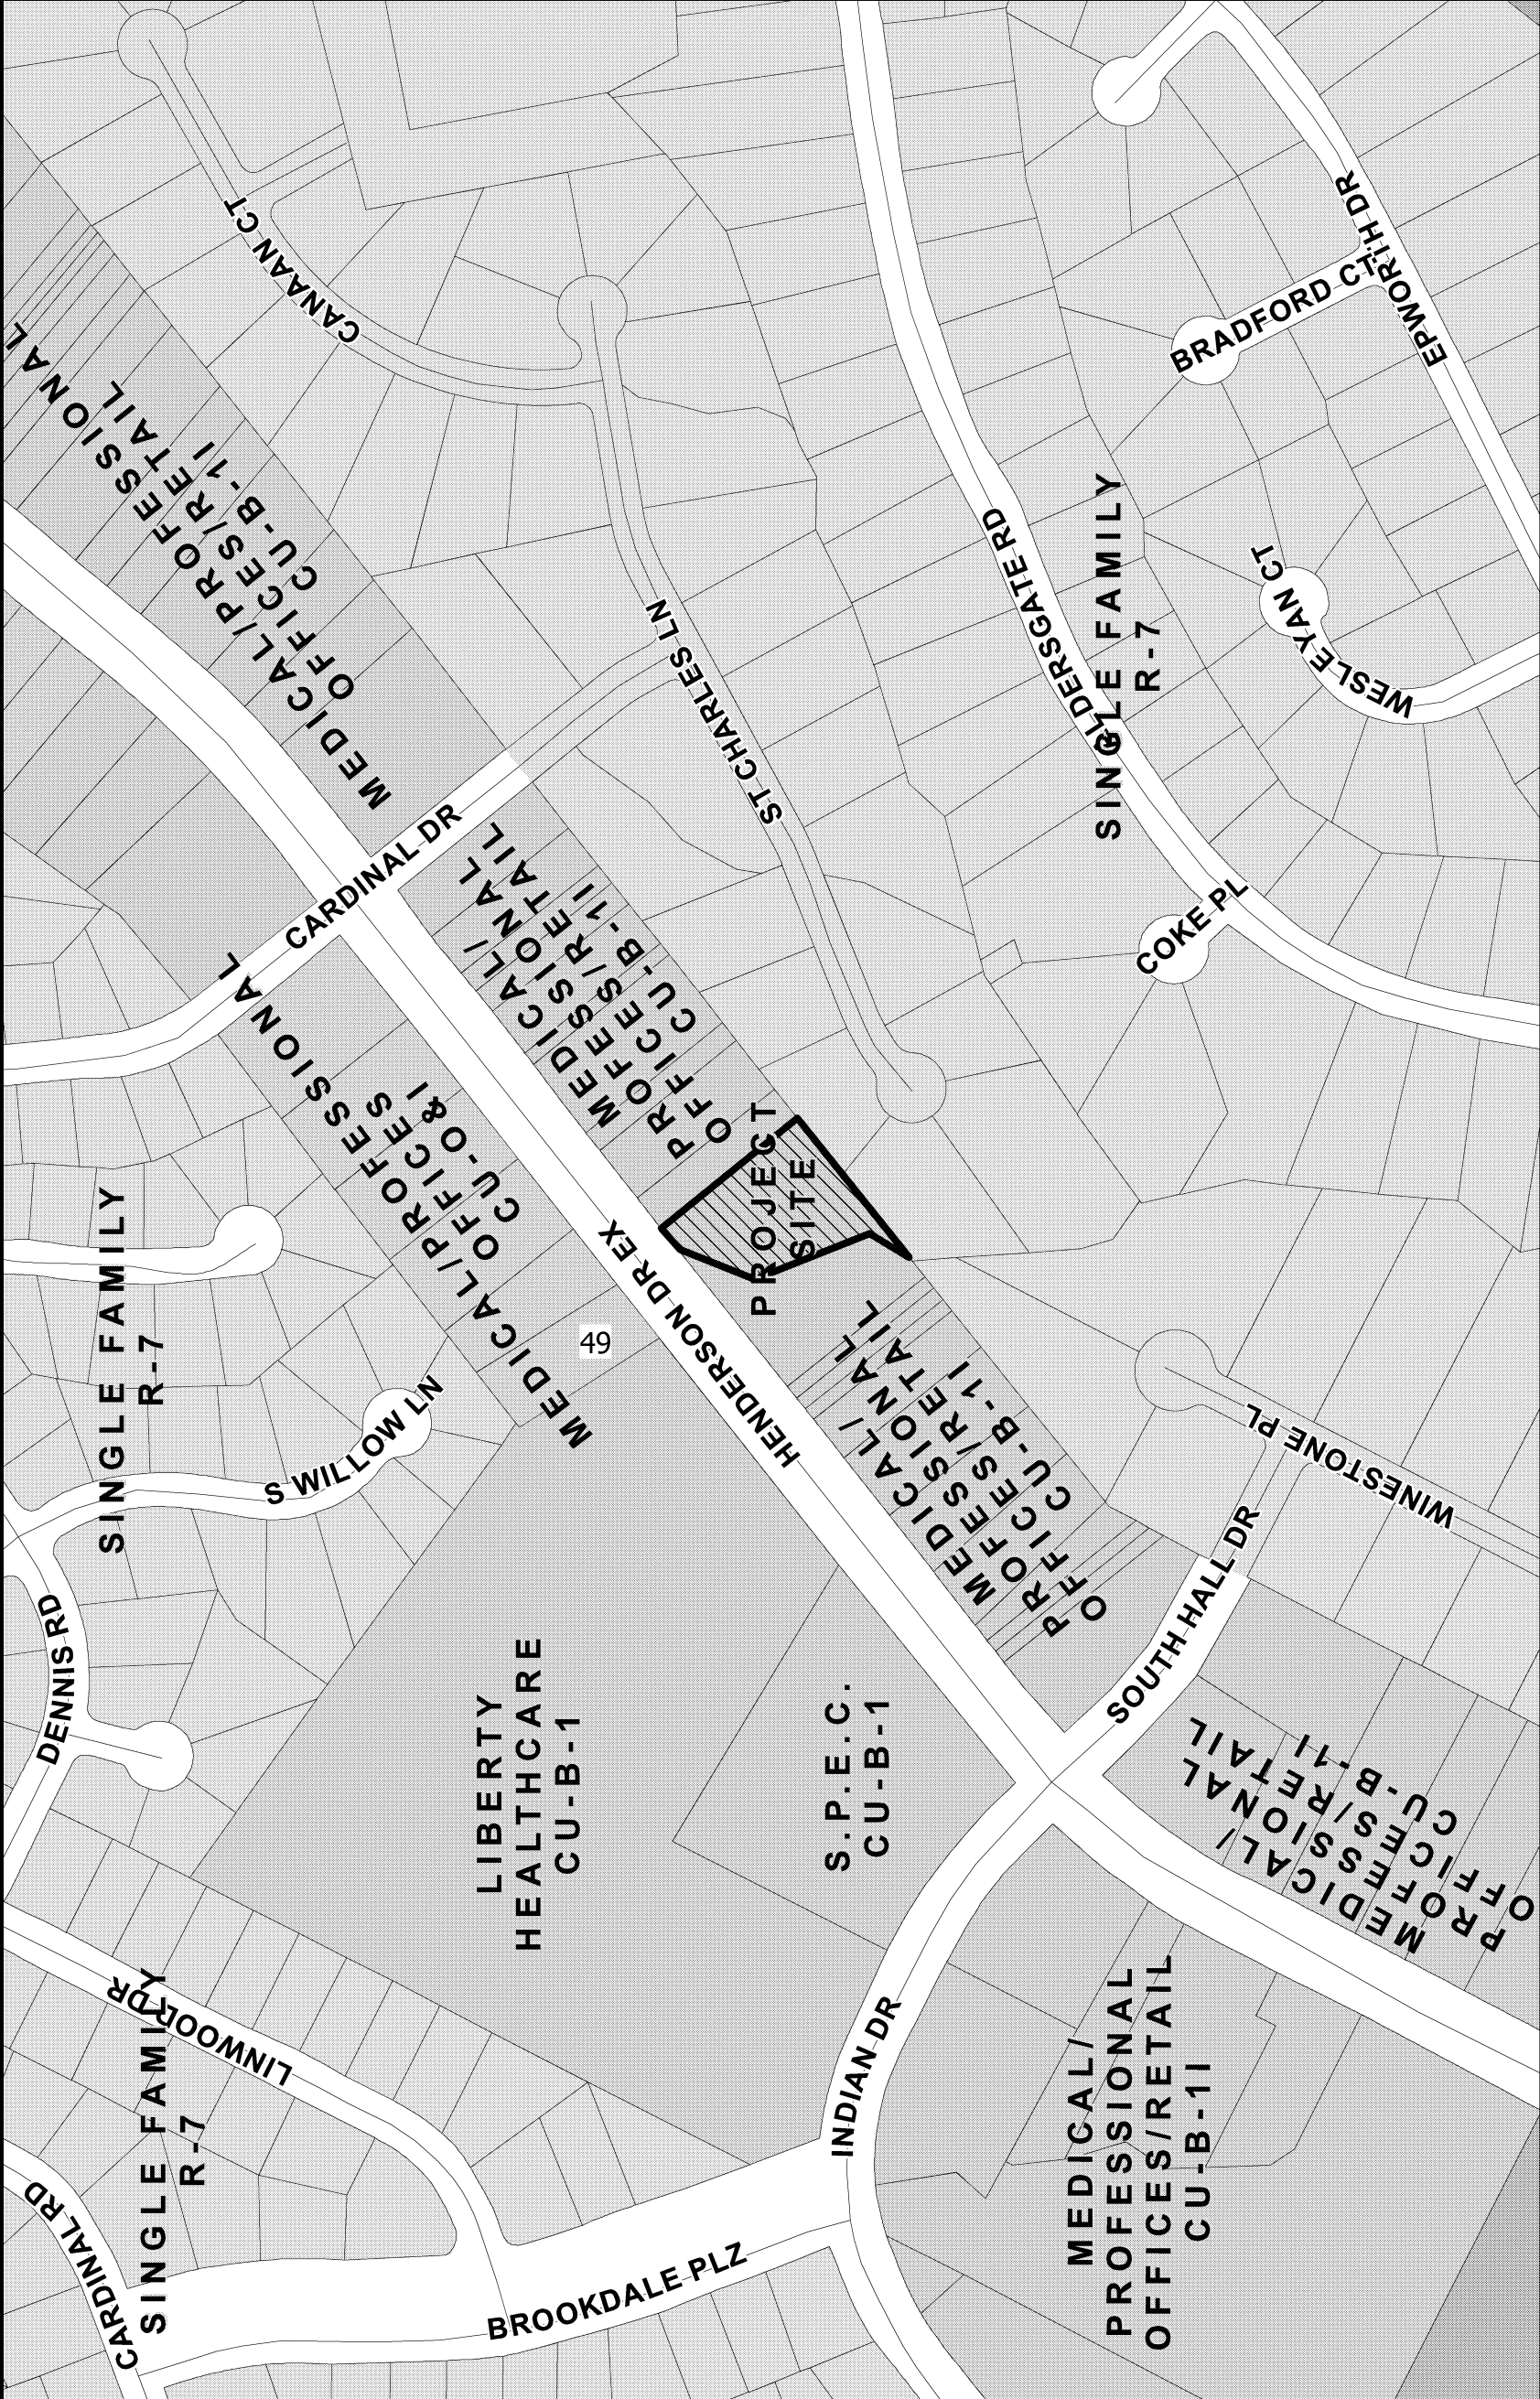 CANAAN CT
EPWORTH DR
BRADFORD CT
MEDICAL/PROFESSIONAL
OFFICES/RETAIL
CU-B-1I
ALDERSGATE RD
SINGLE FAMILY
R-7
WESLEYAN CT
ST CHARLES LN
CARDINAL DR
COKE PL
MEDICAL/
PROFESSIONAL
OFFICES/RETAIL
CU-B-1I
MEDICAL/PROFESSIONAL
OFFICES
CU-O&I
PROJECT
SITE
SINGLE FAMILY
R-7
HENDERSON DR EX
49
S WILLOW LN
MEDICAL/
PROFESSIONAL
OFFICES/RETAIL
CU-B-1I
WINESTONE PL
SOUTH HALL DR
DENNIS RD
LIBERTY
HEALTHCARE
CU-B-1
S.P.E.C.
CU-B-1
MEDICAL/
PROFESSIONAL
OFFICES/RETAIL
CU-B-1I
LINWOOD DR
SINGLE FAMILY
R-7
INDIAN DR
MEDICAL/
PROFESSIONAL
OFFICES/RETAIL
CU-B-1I
CARDINAL RD
BROOKDALE PLZ